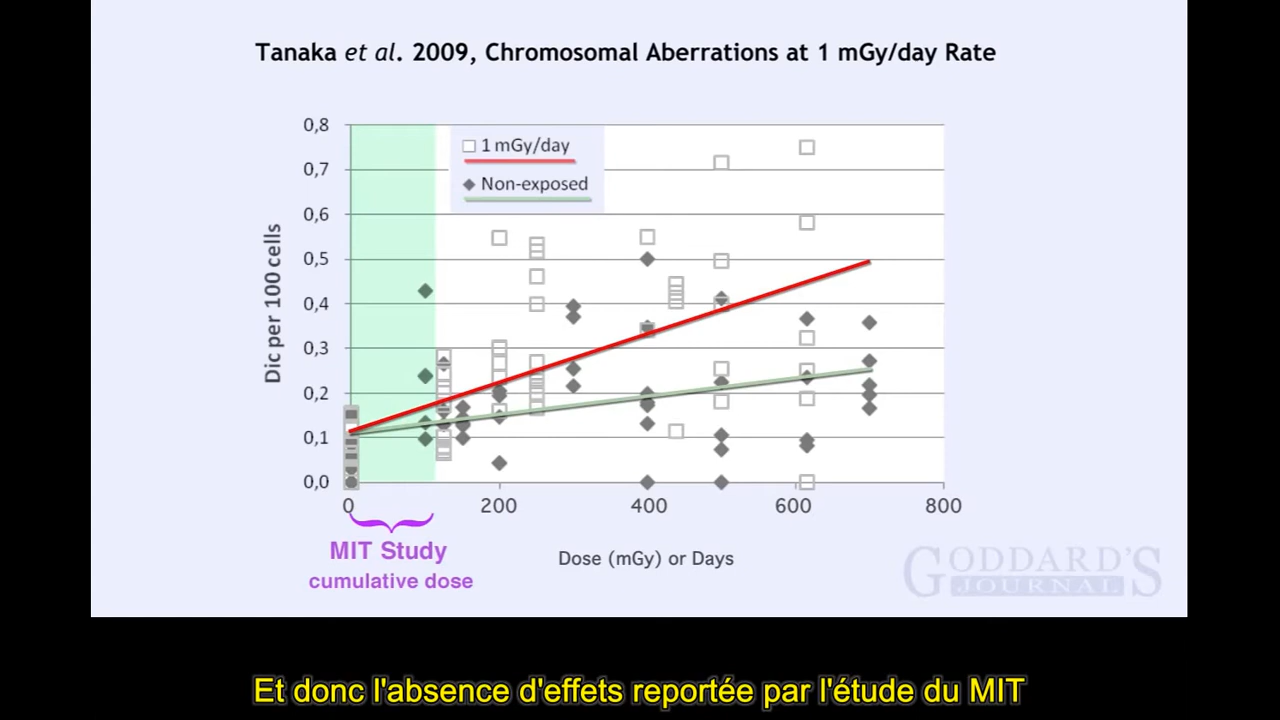 Tanaka et al. 2009, Chromosomal Aberrations at 1 mGy/day Rate
0,8
0,7
0,6
0,5
0,4
0,3
0,2
0,1
0,0
Dic per 100 cells
1 mGy/day
Non-exposed
0
200
400
600
800
MIT Study
cumulative dose
Dose (mGy) or Days
GODDARD'S
JOURNAL
Et donc l'absence d'effets reportée par l'étude du MIT